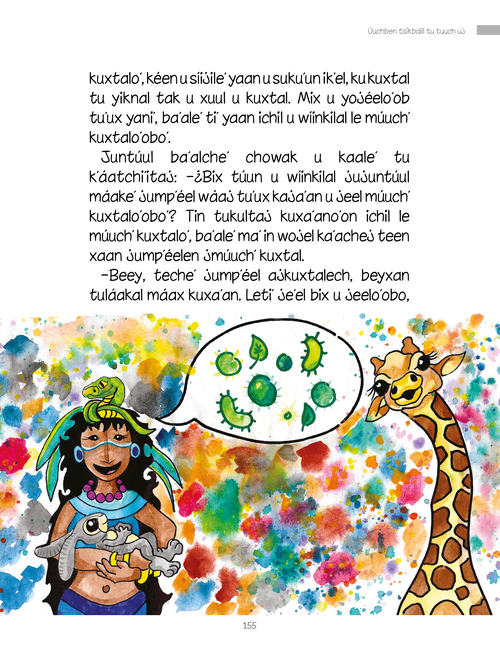 Úuchben tsikbalil tu tuuch uj
kuxtalo', kéen u síijile' yaan u suku'un ik'el, ku kuxtal
tu yiknal tak u xuul u kuxtal. Mix u yojéelo'ob
tu'ux yani', ba'ale' ti' yaan ichil u wíinkilal le múuch'
kuxtalo'obo'.
Juntúul ba'alche' chowak u kaale' tu
k'áatchi'itaj: –¿Bix túun u wíinkilal jujuntúul
máake' jump'éel wáaj tu'ux kaja'an u jeel múuch'
kuxtalo'obo'? Tin tukultaj kuxa'ano'on ichil le
múuch' kuxtalo', ba'ale' ma' in wojel ka'achej teen
xaan jump'éelen jmúuch' kuxtal.
–Beey, teche' jump'éel ajkuxtalech, beyxan
tuláakal máax kuxa'an. Leti' je'el bix u jeelo'obo',
155